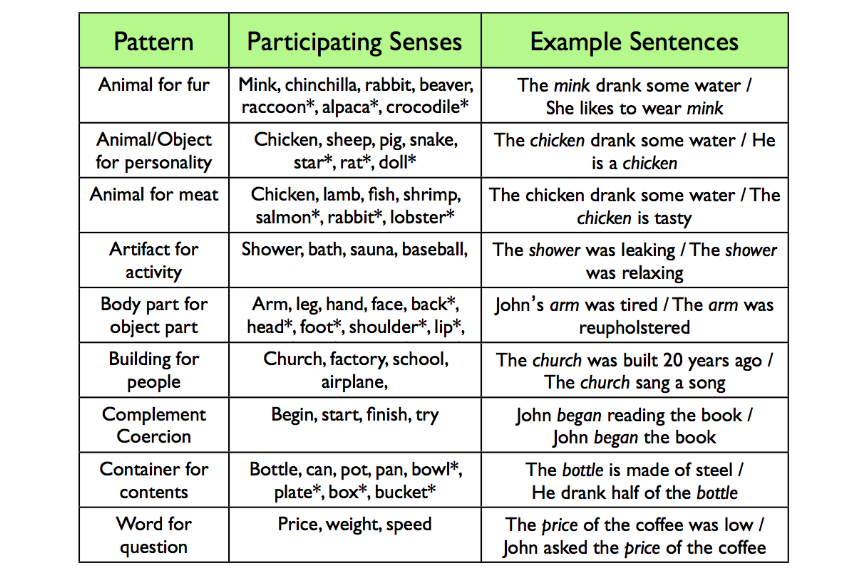 Pattern Participating Senses Example Sentences
Animal for fur
Mink, chinchilla, rabbit, beaver,
raccoon*, alpaca*, crocodile*
The mink drank some water /
She likes to wear mink
Animal/Object
for personality
Chicken, sheep, pig, snake,
star*, rat*, doll*
The chicken drank some water / He
is a chicken
Animal for meat
Chicken, lamb, fish, shrimp,
salmon*, rabbit*, lobster*
The chicken drank some water / The
chicken is tasty
Artifact for
activity
Shower, bath, sauna, baseball,
The shower was leaking / The shower
was relaxing
Body part for
object part
Arm, leg, hand, face, back*,
head*, foot*, shoulder*, lip*,
John's arm was tired / The arm was
reupholstered
Building for
people
Church, factory, school,
airplane,
The church was built 20 years ago /
The church sang a song
Complement
Coercion
Begin, start, finish, try
John began reading the book /
John began the book
Container for
contents
Bottle, can, pot, pan, bowl*,
plate*, box*, bucket*
The bottle is made of steel /
He drank half of the bottle
Word for
question
Price, weight, speed
The price of the coffee was low /
John asked the price of the coffee